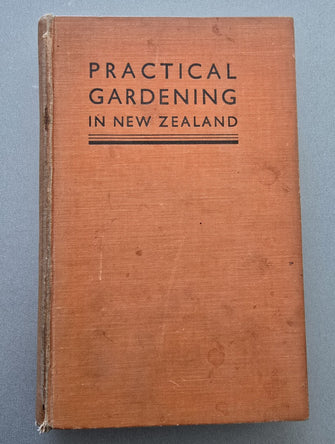 PRACTICAL
GARDENING
IN NEW ZEALAND